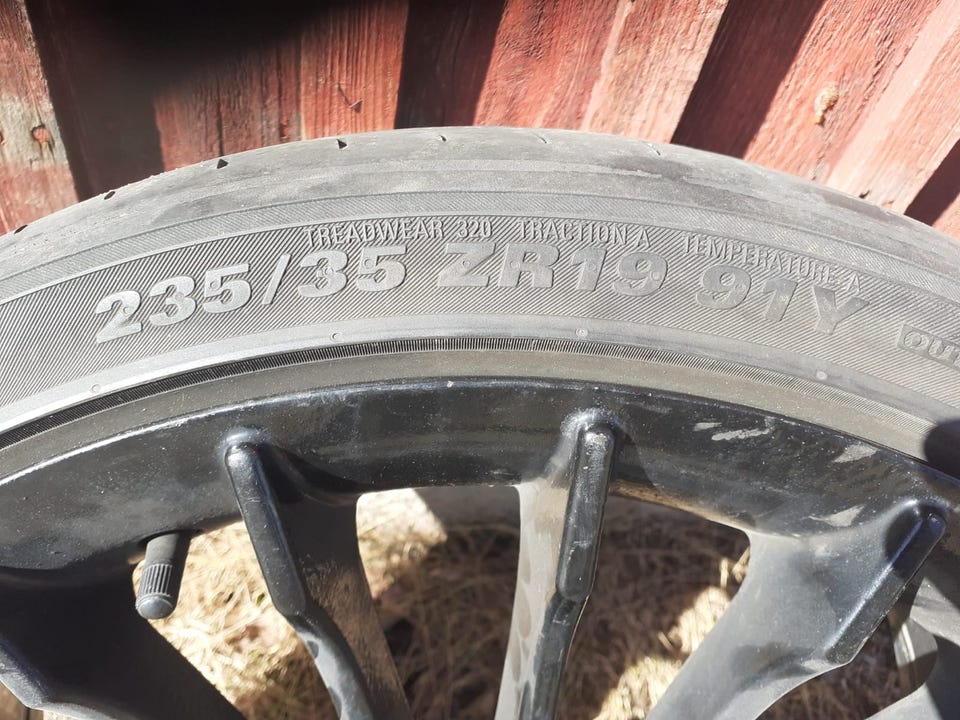 TREADWEAR 320 TRACTION A TEMPERATURE A
235/35 ZR19 91Y